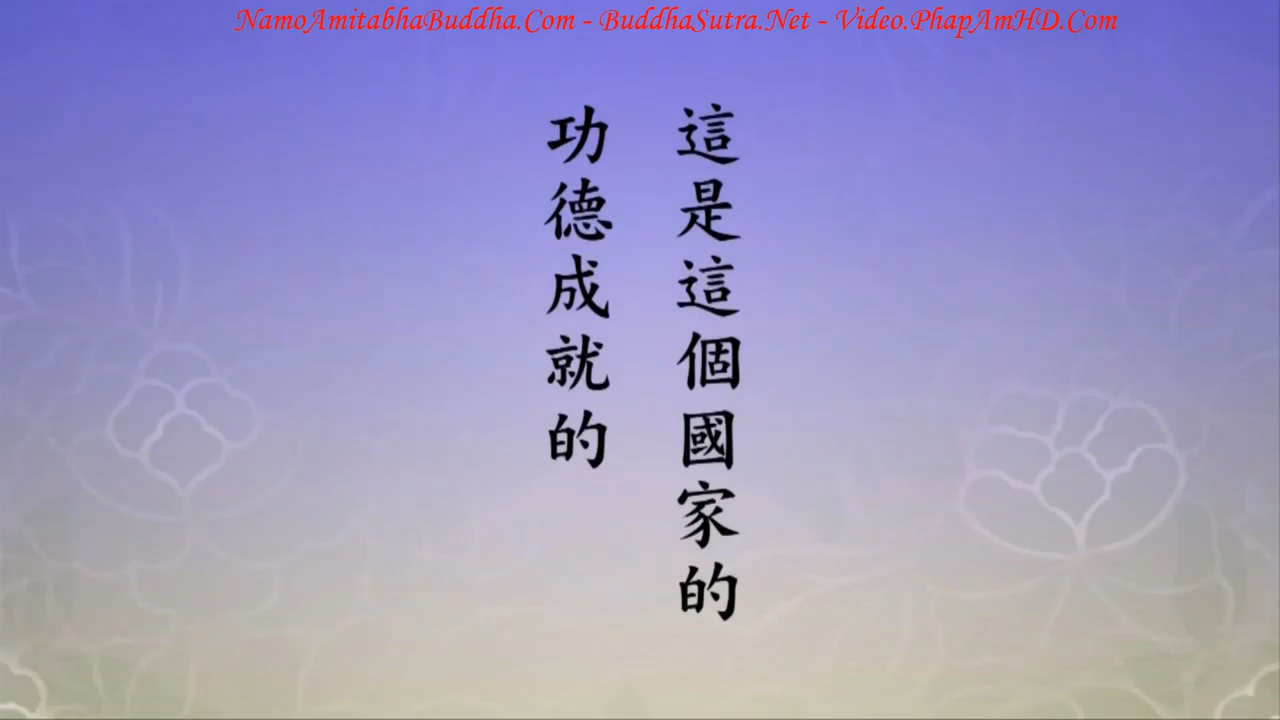 NamoAmitabhaBuddha.Com - BuddhaSutra.Net - Video.PhapAmHD.Com
這是這個國家的
功德成就的